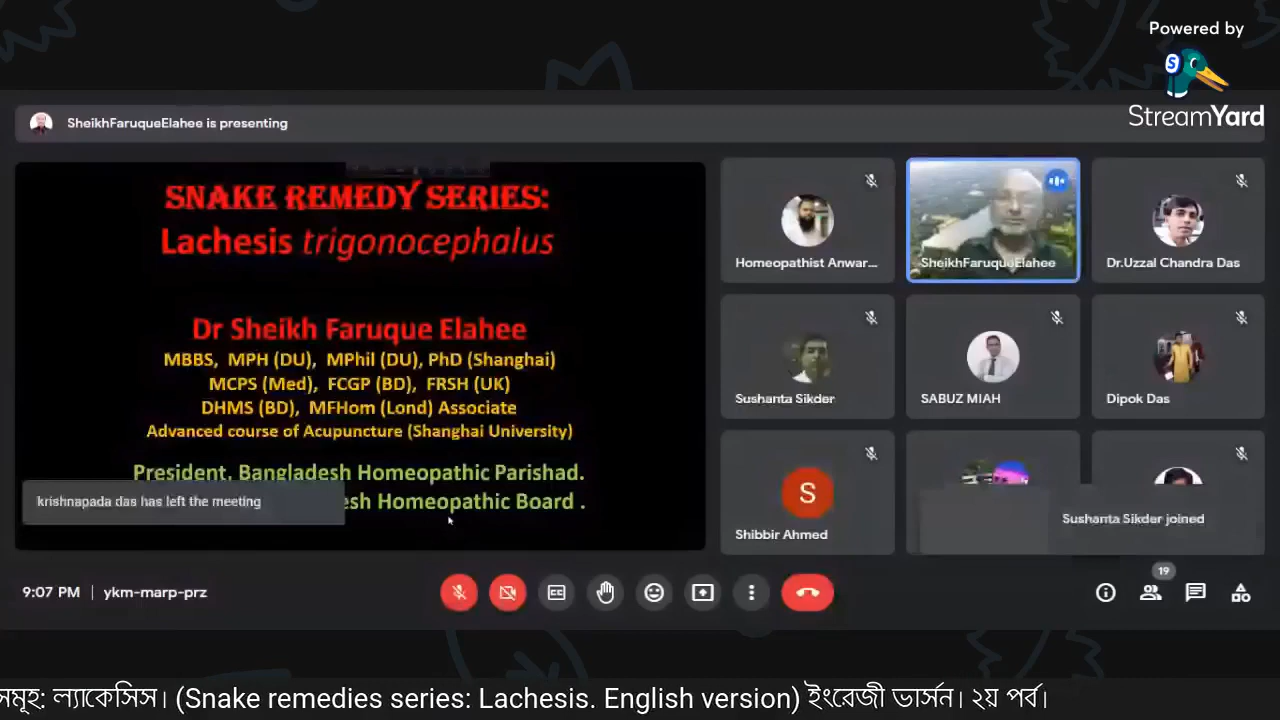 Powered by
StreamYard
SheikhFaruqueElahee is presenting
SNAKE REMEDY SERIES:
Lachesis trigonocephalus
Dr Sheikh Faruque Elahee
MBBS, MPH (DU), MPhil (DU), PhD (Shanghai)
MCPS (Med), FCGP (BD), FRSH (UK)
DHMS (BD), MFHom (Lond) Associate
Advanced course of Acupuncture (Shanghai University)
President, Bangladesh Homeopathic Parishad.
krishnapada das has left the meeting
esh Homeopathic Board .
Homeopathist Anwar...
SheikhFaruqueElahee
Dr.Uzzal Chandra Das
Sushanta Sikder
SABUZ MIAH
Dipok Das
S
Shibbir Ahmed
Sushanta Sikder joined
9:07 PM | ykm-marp-prz
19
সমূহ: ল্যাকেসিস। (Snake remedies series: Lachesis. English version) ইংরেজী ভার্সন। ২য় পর্ব।